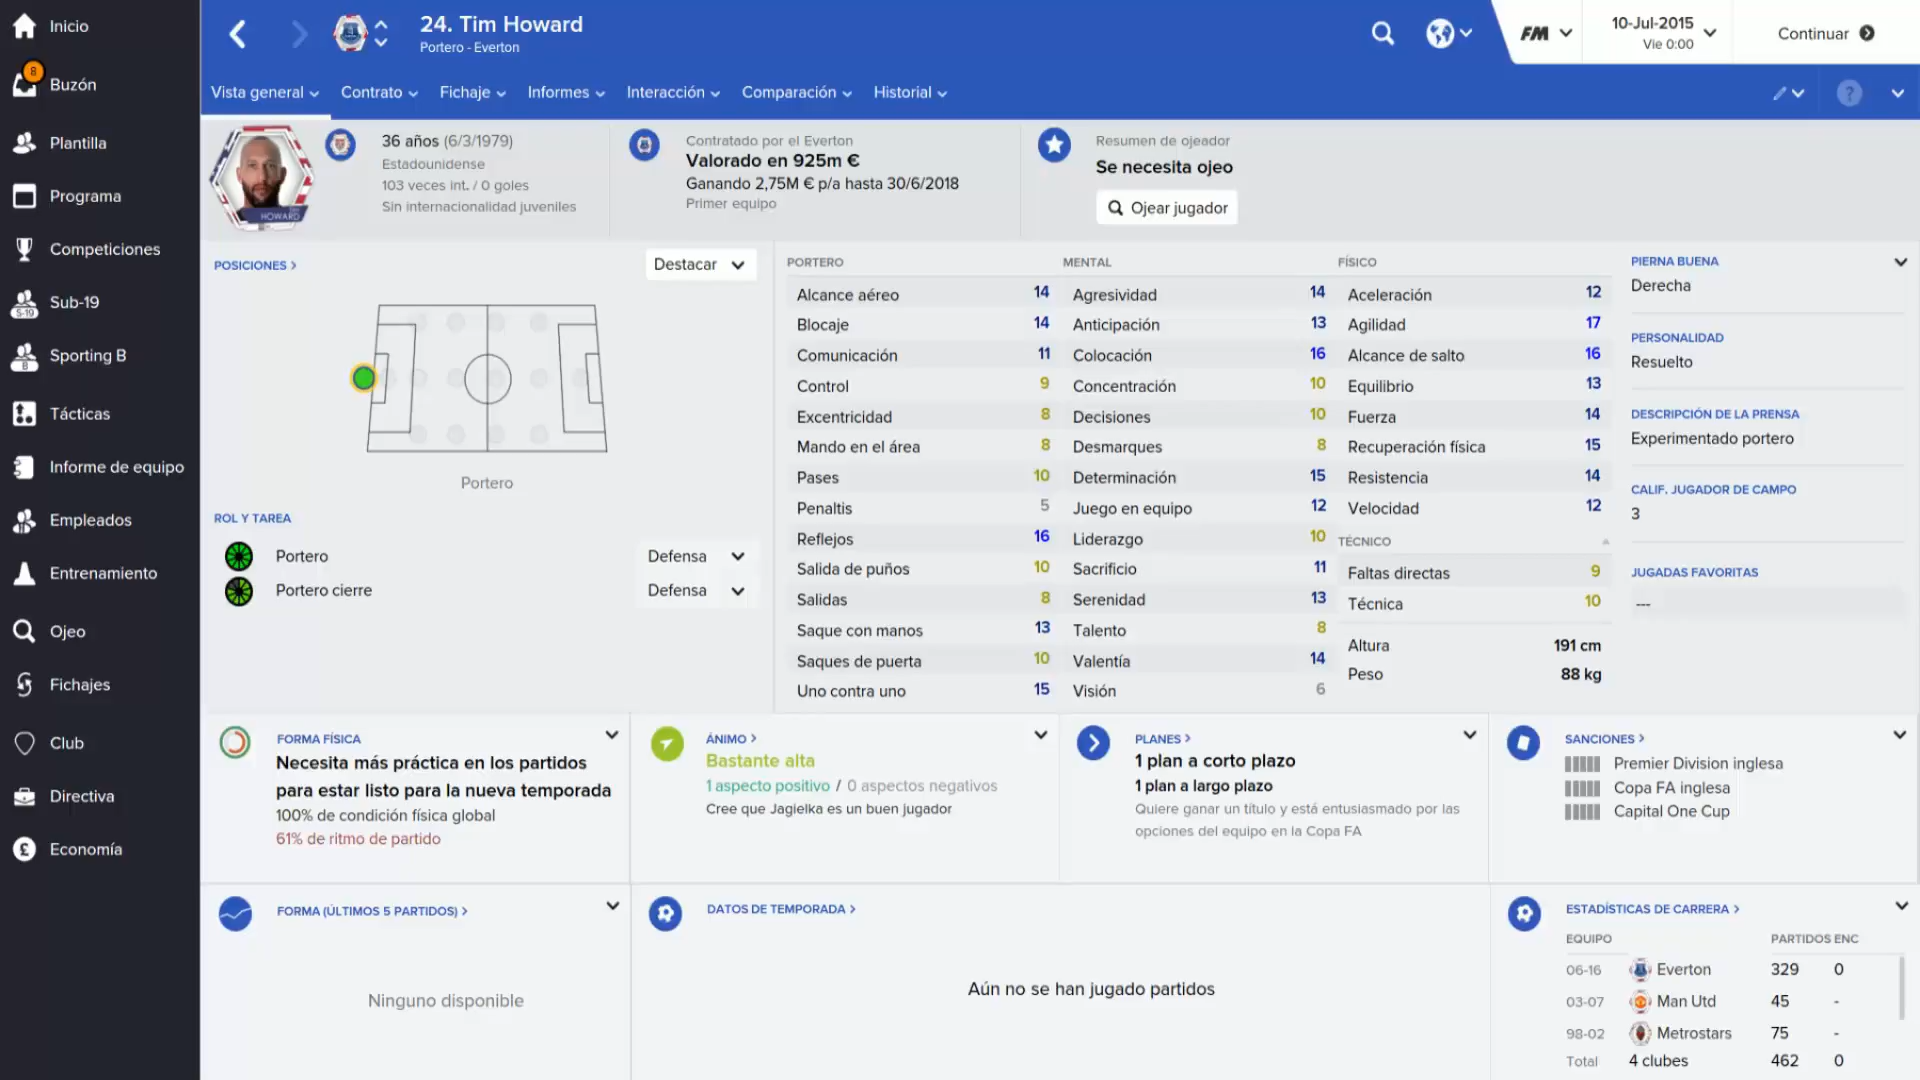 Inicio
8
Buzón
Plantilla
Programa
Competiciones
Sub-19
Sporting B
Tácticas
Informe de equipo
Empleados
Entrenamiento
Ojeo
Fichajes
Club
Directiva
Economía
24. Tim Howard
Portero - Everton
FM
10-Jul-2015
Vie 0:00
Continuar
Vista general
Contrato
Fichaje
Informes
Interacción
Comparación
Historial
?
HOWARD
36 años (6/3/1979)
Estadounidense
103 veces int. / 0 goles
Sin internacionalidad juveniles
Contratado por el Everton
Valorado en 925m €
Ganando 2,75M € p/a hasta 30/6/2018
Primer equipo
Resumen de ojeador
Se necesita ojeo
Ojear jugador
POSICIONES >
Destacar
Portero
ROL Y TAREA
Portero Defensa
Portero cierre Defensa
PORTERO
Alcance aéreo 14
Blocaje 14
Comunicación 11
Control 9
Excentricidad 8
Mando en el área 8
Pases 10
Penaltis 5
Reflejos 16
Salida de puños 10
Salidas 8
Saque con manos 13
Saques de puerta 10
Uno contra uno 15
MENTAL
Agresividad 14
Anticipación 13
Colocación 16
Concentración 10
Decisiones 10
Desmarques 8
Determinación 15
Juego en equipo 12
Liderazgo 10
Sacrificio 11
Serenidad 13
Talento 8
Valentía 14
Visión 6
FÍSICO
Aceleración 12
Agilidad 17
Alcance de salto 16
Equilibrio 13
Fuerza 14
Recuperación física 15
Resistencia 14
Velocidad 12
TÉCNICO
Faltas directas 9
Técnica 10
Altura 191 cm
Peso 88 kg
PIERNA BUENA
Derecha
PERSONALIDAD
Resuelto
DESCRIPCIÓN DE LA PRENSA
Experimentado portero
CALIF. JUGADOR DE CAMPO
3
JUGADAS FAVORITAS
---
FORMA FÍSICA
Necesita más práctica en los partidos
para estar listo para la nueva temporada
100% de condición física global
61% de ritmo de partido
ÁNIMO >
Bastante alta
1 aspecto positivo / 0 aspectos negativos
Cree que Jagielka es un buen jugador
PLANES >
1 plan a corto plazo
1 plan a largo plazo
Quiere ganar un título y está entusiasmado por las
opciones del equipo en la Copa FA
SANCIONES >
Premier Division inglesa
Copa FA inglesa
Capital One Cup
FORMA (ÚLTIMOS 5 PARTIDOS) >
Ninguno disponible
DATOS DE TEMPORADA >
Aún no se han jugado partidos
ESTADÍSTICAS DE CARRERA >
EQUIPO PARTIDOS ENC
06-16 Everton 329 0
03-07 Man Utd 45 -
98-02 Metrostars 75 -
Total 4 clubes 462 0